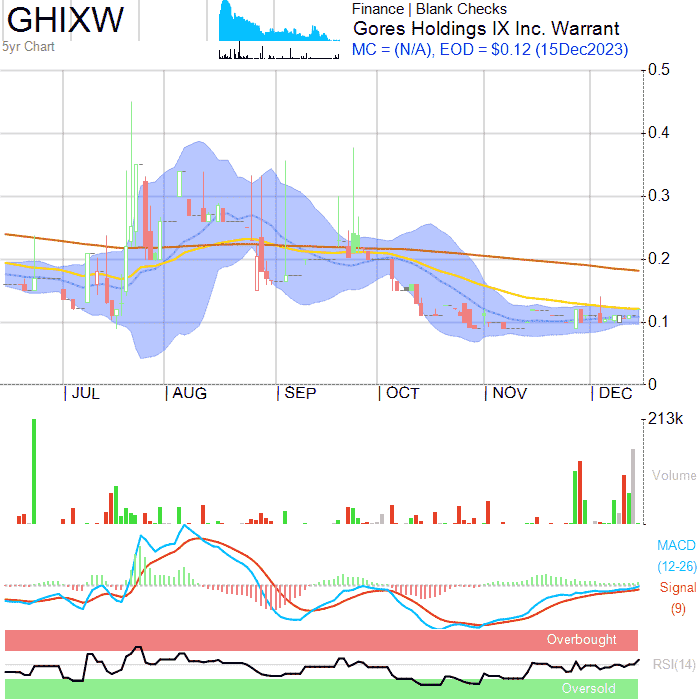 GHIXW
5yr Chart
Finance | Blank Checks
Gores Holdings IX Inc. Warrant
MC = (N/A), EOD = $0.12 (15Dec2023)
0.5
0.4
0.3
0.2
0.1
0
JUL
AUG
SEP
OCT
NOV
DEC
213k
Volume
MACD
(12-26)
Signal
(9)
Overbought
RSI(14)
Oversold